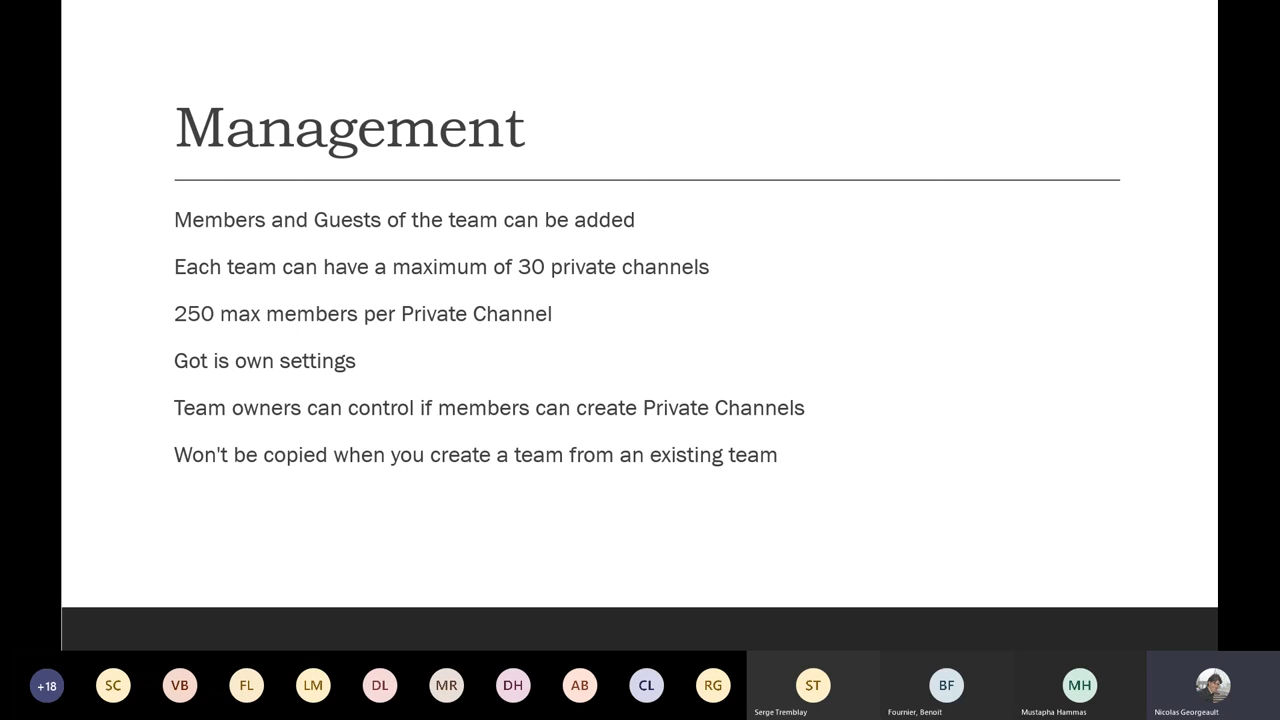 Management
Members and Guests of the team can be added
Each team can have a maximum of 30 private channels
250 max members per Private Channel
Got is own settings
Team owners can control if members can create Private Channels
Won't be copied when you create a team from an existing team
+18
SC
VB
FL
LM
DL
MR
DH
AB
CL
RG
ST
BF
MH
Serge Tremblay
Fournier, Benoit
Mustapha Hammas
Nicolas Georgeault